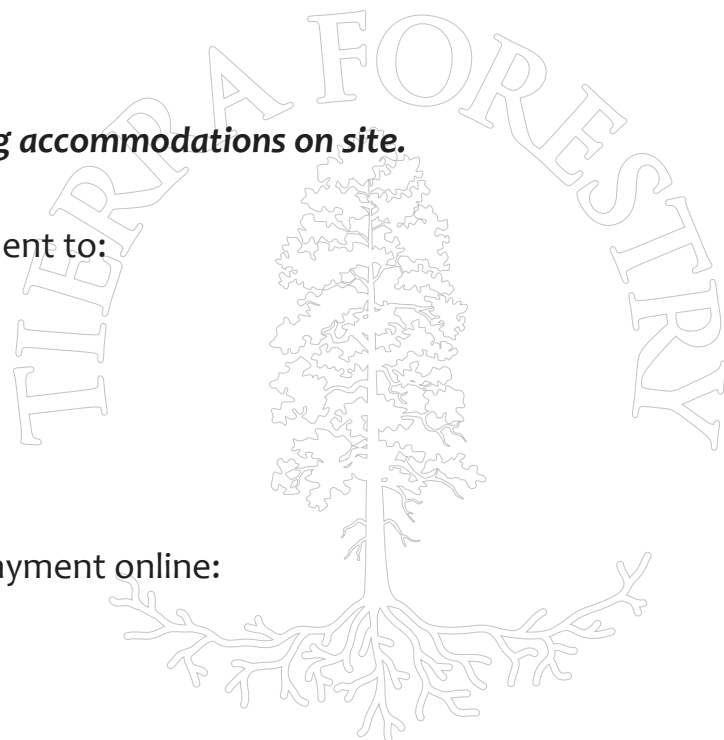 TIERRA FORESTRY
g accommodations on site.
ent to:
ayment online: